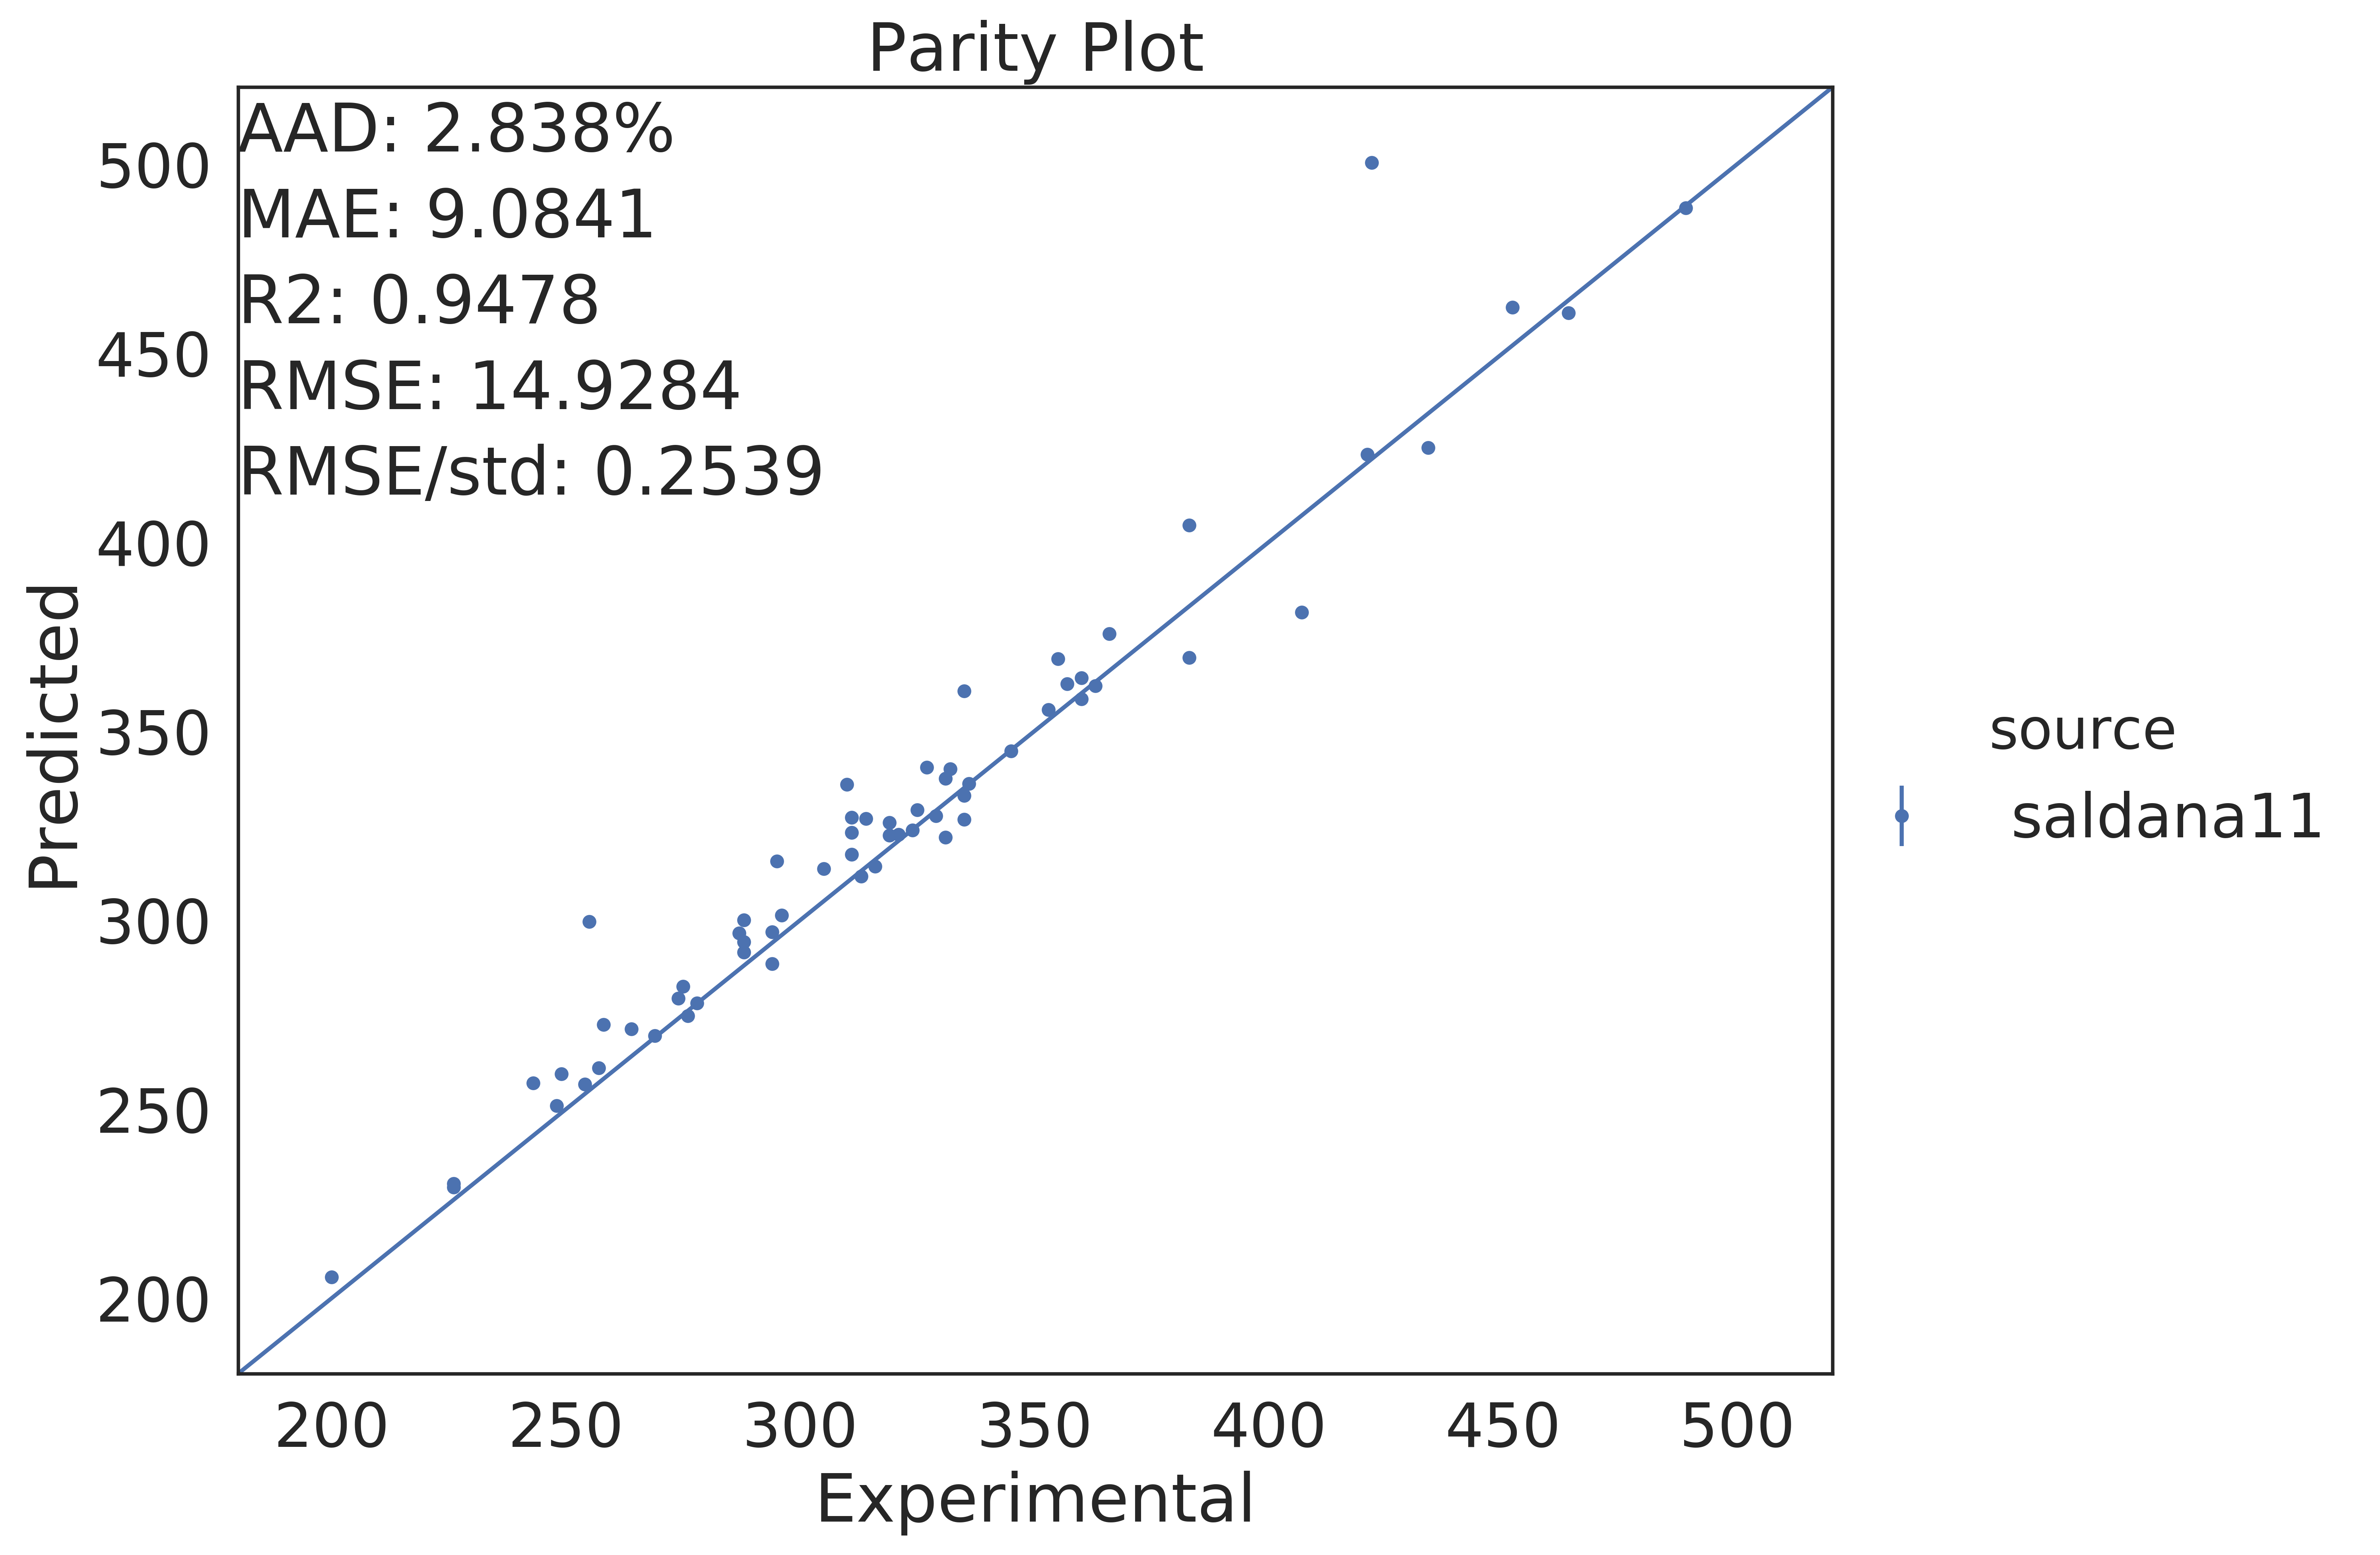 Parity Plot
AAD: 2.838%
MAE: 9.0841
R2: 0.9478
RMSE: 14.9284
RMSE/std: 0.2539
500
450
400
350
300
250
200
Predicted
200 250 300 350 400 450 500
Experimental
source
saldana11